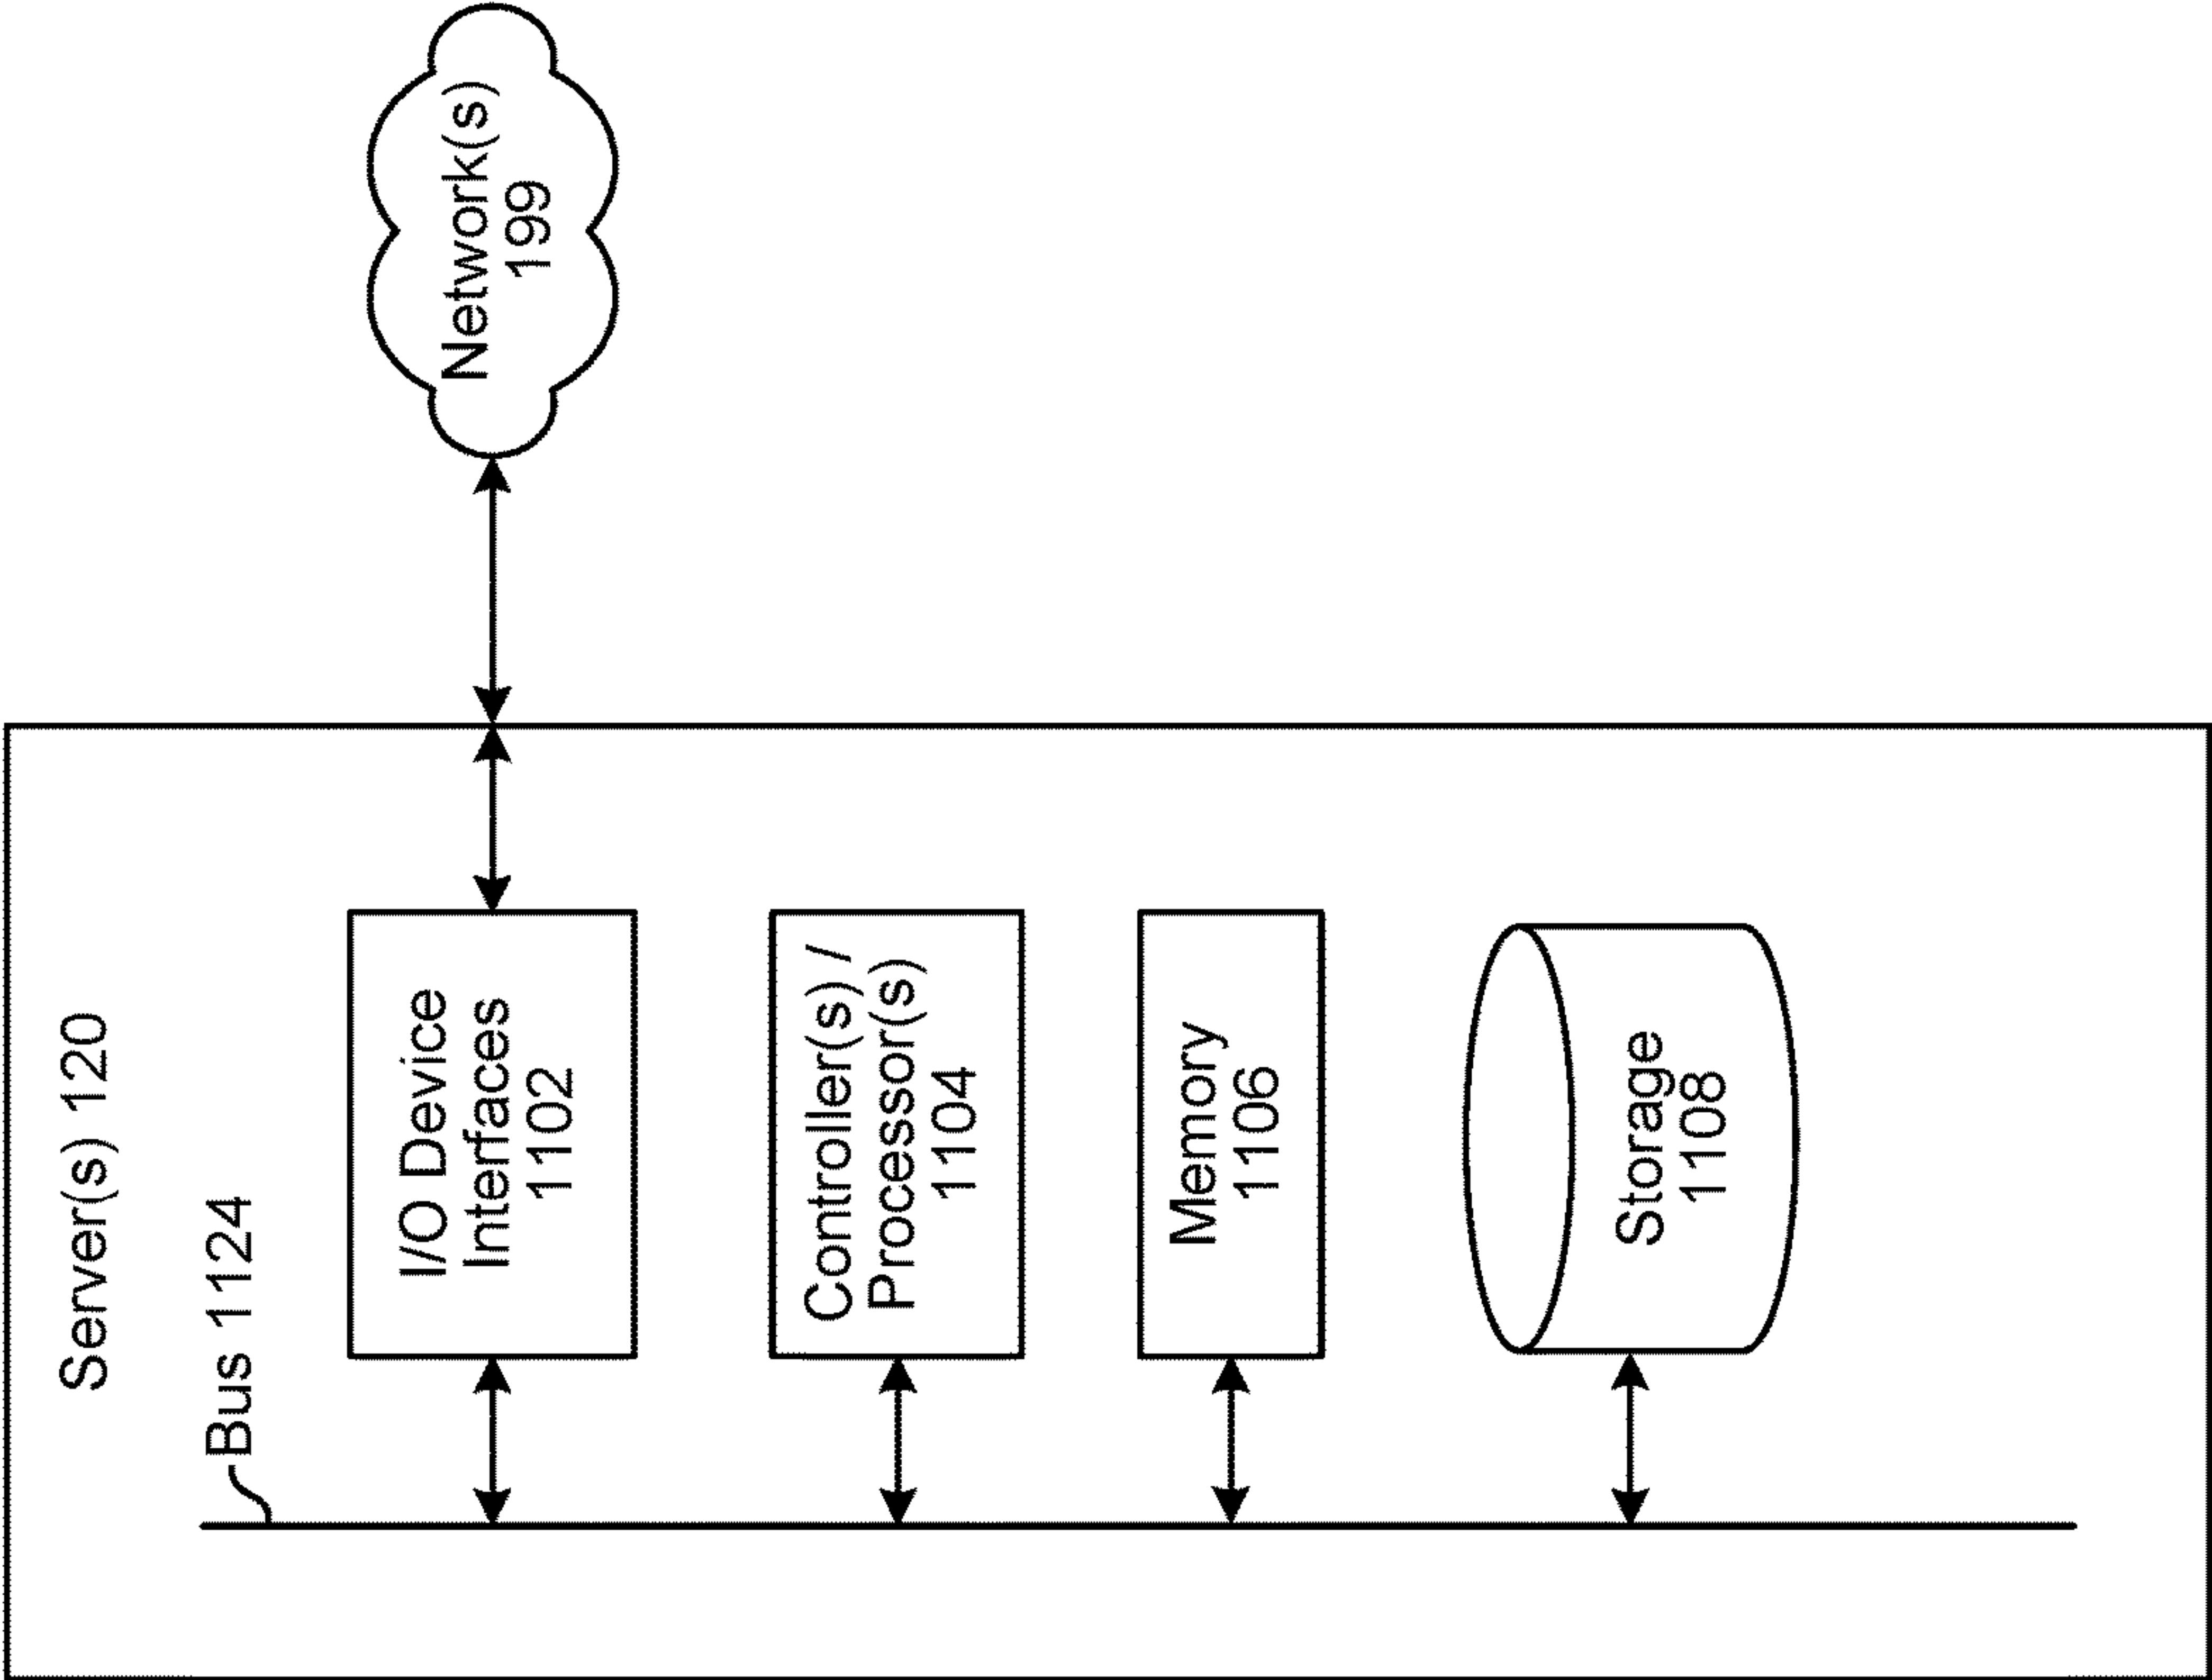 Server(s) 120
Bus 1124
I/O Device
Interfaces
1102
Network(s)
199
Controller(s) /
Processor(s)
1104
Memory
1106
Storage
1108